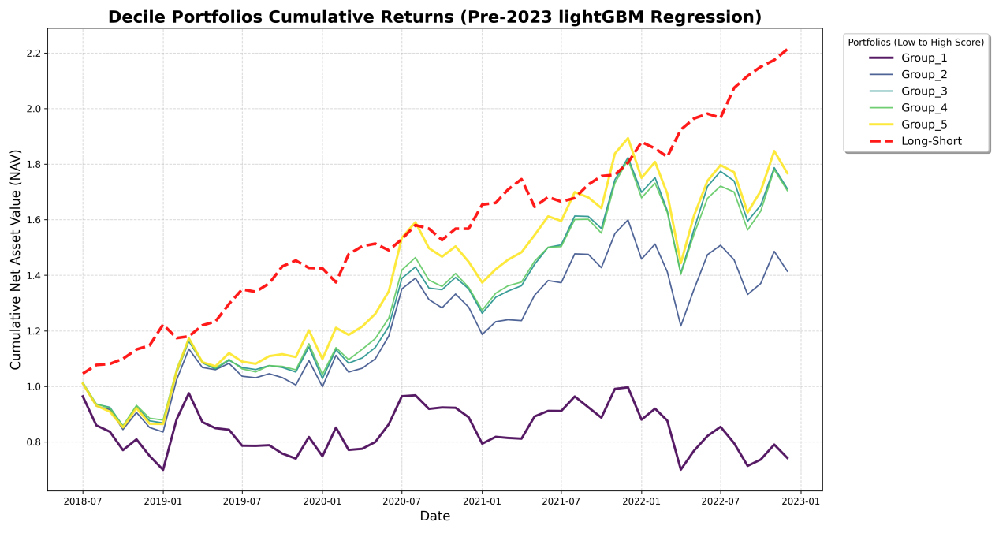 Decile Portfolios Cumulative Returns (Pre-2023 lightGBM Regression)
Cumulative Net Asset Value (NAV)
2.2
2.0
1.8
1.6
1.4
1.2
1.0
0.8
2018-07 2019-01 2019-07 2020-01 2020-07 2021-01 2021-07 2022-01 2022-07 2023-01
Date
Portfolios (Low to High Score)
Group_1
Group_2
Group_3
Group_4
Group_5
Long-Short